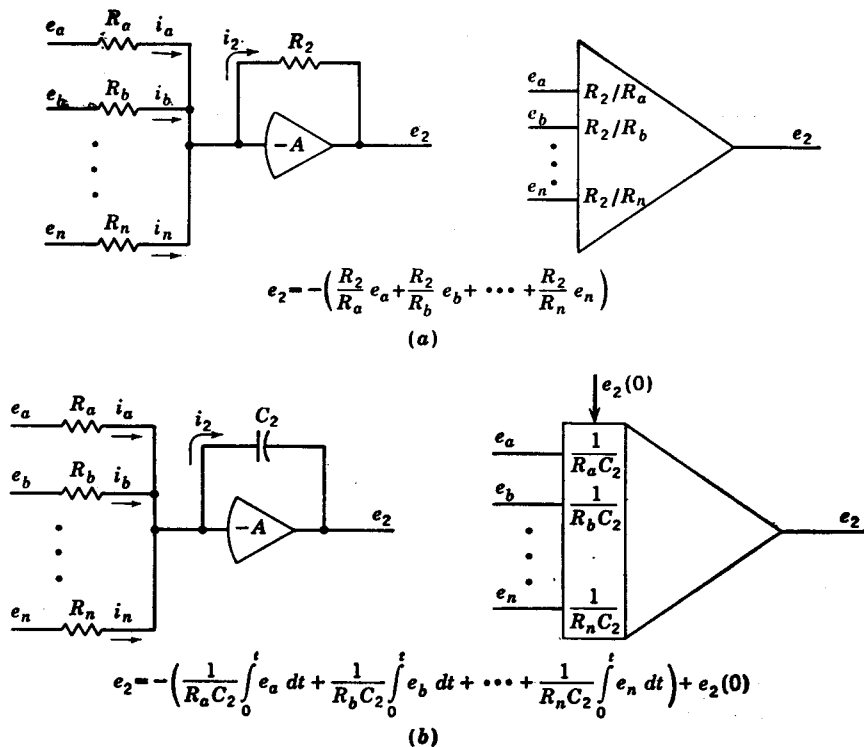 R_a i_a
e_a
i_2 R_2
R_b i_b
e_b
-A e_2
R_n i_n
e_n
e_a R_2/R_a
e_b R_2/R_b
e_2
e_n R_2/R_n
e_2 = -( R_2/R_a e_a + R_2/R_b e_b + ··· + R_2/R_n e_n )
(a)
e_a R_a i_a
i_2 C_2
e_b R_b i_b
-A e_2
e_n R_n i_n
e_2(0)
e_a 1/R_aC_2
e_b 1/R_bC_2
e_2
e_n 1/R_nC_2
e_2 = -( 1/R_aC_2 ∫_0^t e_a dt + 1/R_bC_2 ∫_0^t e_b dt + ··· + 1/R_nC_2 ∫_0^t e_n dt ) + e_2(0)
(b)